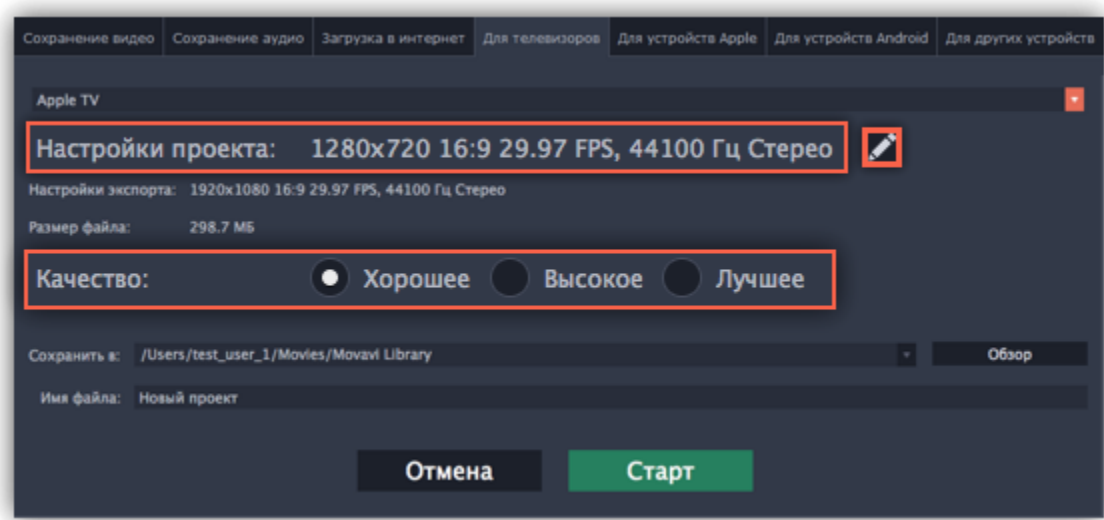 Сохранение видео Сохранение аудио Загрузка в интернет Для телевизоров Для устройств Apple Для устройств Android Для других устройств
Apple TV
Настройки проекта: 1280x720 16:9 29.97 FPS, 44100 Гц Стерео
Настройки экспорта: 1920x1080 16:9 29.97 FPS, 44100 Гц Стерео
Размер файла: 298.7 МБ
Качество: Хорошее Высокое Лучшее
Сохранить в: /Users/test_user_1/Movies/Movavi Library Обзор
Имя файла: Новый проект
Отмена Старт